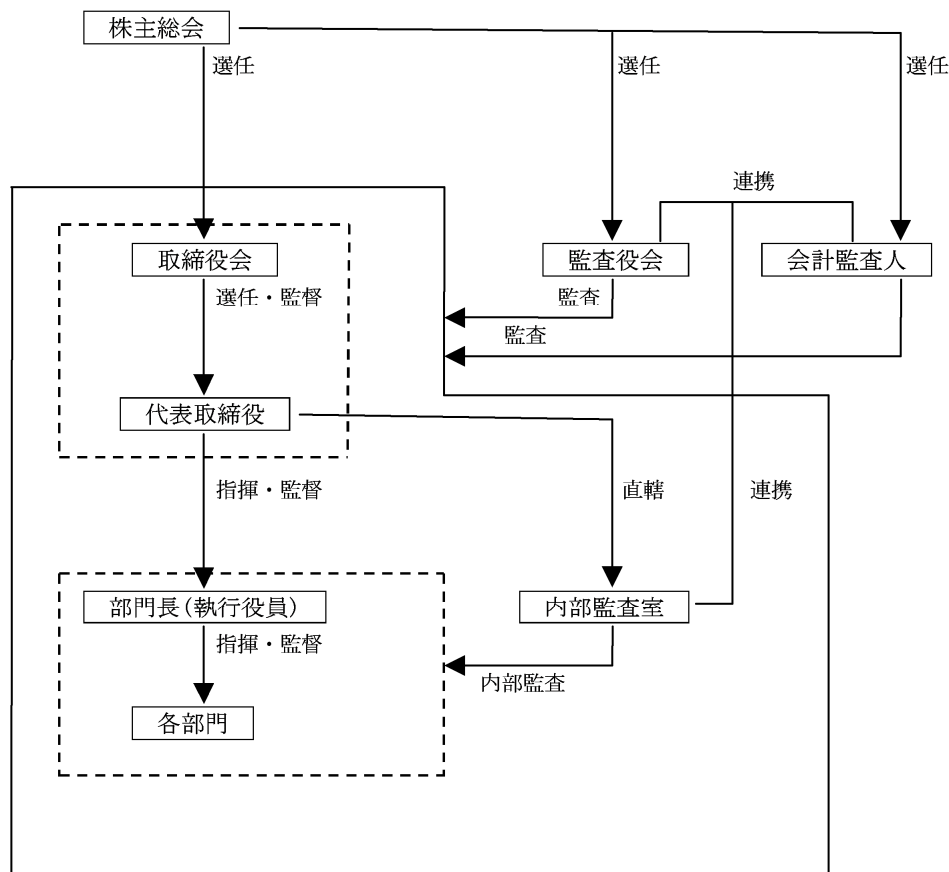 株主総会
選任
選任
選任
連携
取締役会
監査役会
会計監査人
選任・監督
監査
監査
代表取締役
指揮・監督
直轄
連携
部門長(執行役員)
内部監査室
指揮・監督
内部監査
各部門